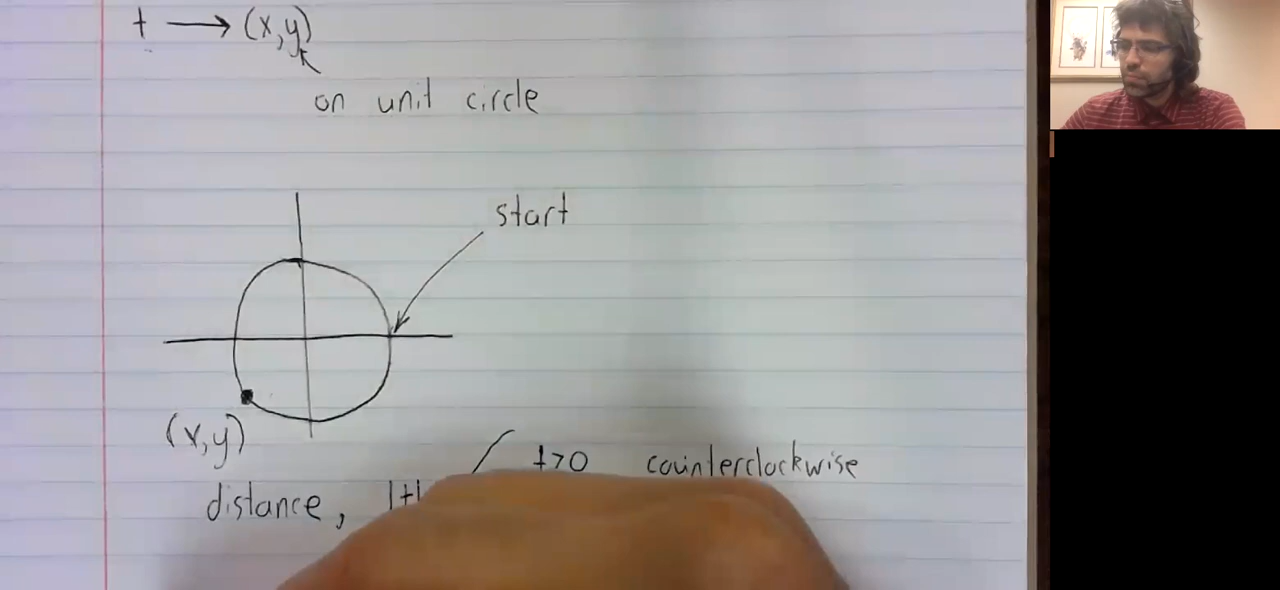 t → (x,y)
on unit circle
start
(x,y)
t>0 counterclockwise
distance, |t|